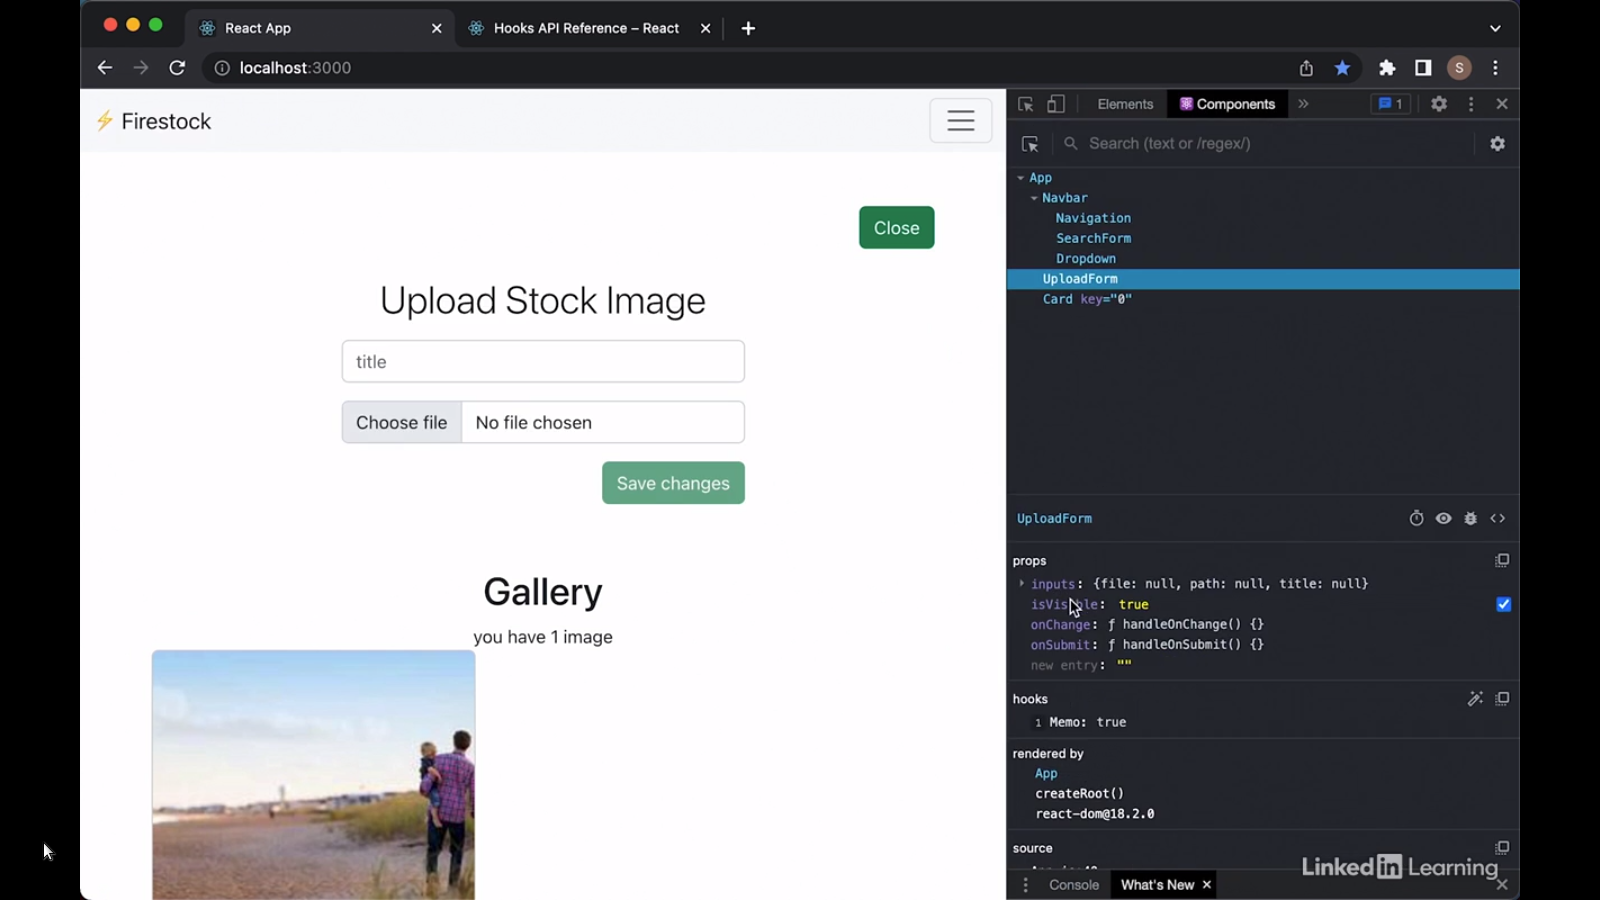 React App
Hooks API Reference – React
localhost:3000
S
Firestock
Close
Upload Stock Image
title
Choose file
No file chosen
Save changes
Gallery
you have 1 image
Elements
Components
»
1
Search (text or /regex/)
App
Navbar
Navigation
SearchForm
Dropdown
UploadForm
Card key="0"
UploadForm
props
inputs: {file: null, path: null, title: null}
isVisible: true
onChange: ƒ handleOnChange() {}
onSubmit: ƒ handleOnSubmit() {}
new entry: ""
hooks
1 Memo: true
rendered by
App
createRoot()
react-dom@18.2.0
source
LinkedIn Learning
Console
What's New